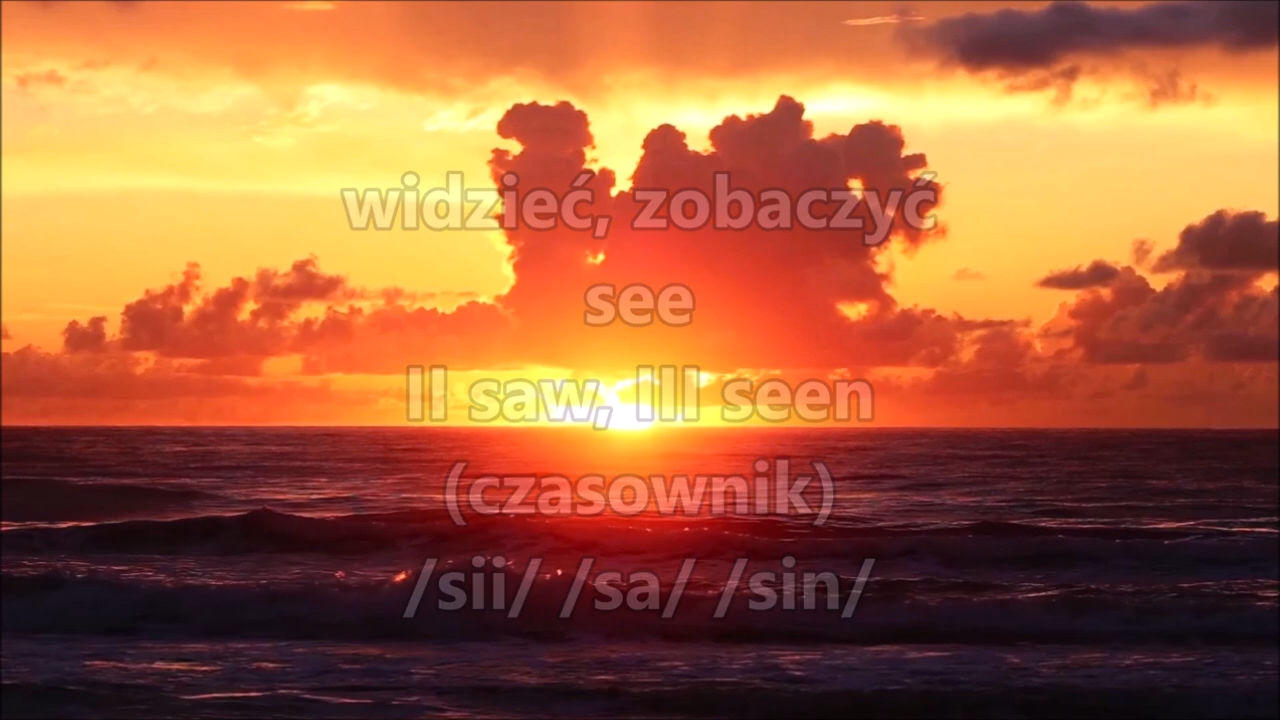 widzieć, zobaczyć
see
II saw, III seen
(czasownik)
/sii/ /sa/ /sin/